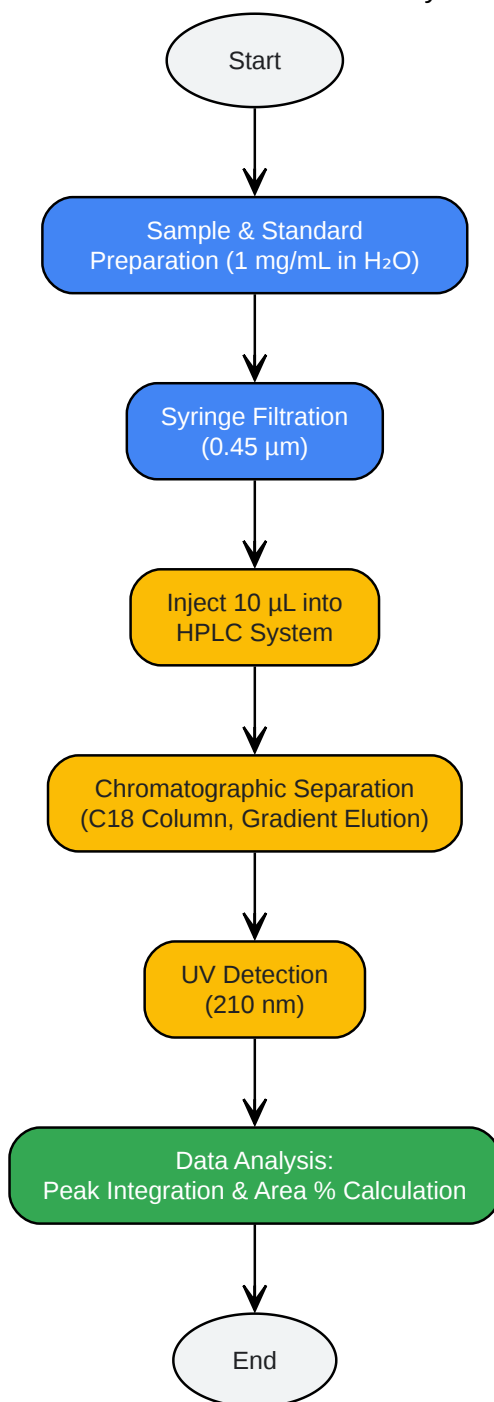 Start
Sample & Standard
Preparation (1 mg/mL in H₂O)
Syringe Filtration
(0.45 µm)
Inject 10 µL into
HPLC System
Chromatographic Separation
(C18 Column, Gradient Elution)
UV Detection
(210 nm)
Data Analysis:
Peak Integration & Area % Calculation
End